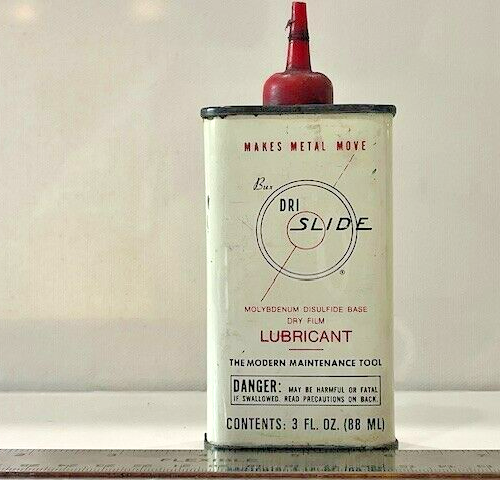 MAKES METAL MOVE
DRI
SLIDE
®
MOLYBDENUM DISULFIDE BASE
DRY FILM
LUBRICANT
THE MODERN MAINTENANCE TOOL
DANGER: MAY BE HARMFUL OR FATAL
IF SWALLOWED. READ PRECAUTIONS ON BACK.
CONTENTS: 3 FL. OZ. (88 ML)
FLEXIBLE